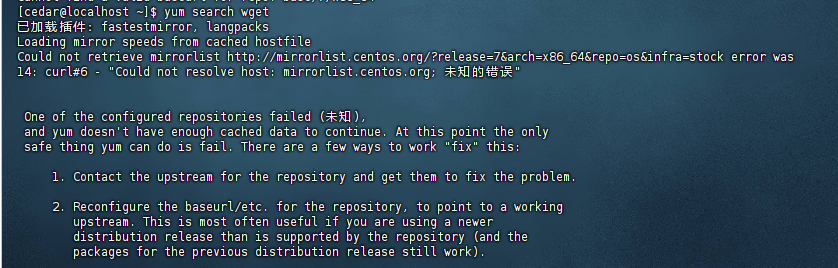 [cedar@localhost ~]$ yum search wget
已加载插件: fastestmirror, langpacks
Loading mirror speeds from cached hostfile
Could not retrieve mirrorlist http://mirrorlist.centos.org/?release=7&arch=x86_64&repo=os&infra=stock error was
14: curl#6 - "Could not resolve host: mirrorlist.centos.org; 未知的错误"
One of the configured repositories failed (未知),
and yum doesn't have enough cached data to continue. At this point the only
safe thing yum can do is fail. There are a few ways to work "fix" this:
1. Contact the upstream for the repository and get them to fix the problem.
2. Reconfigure the baseurl/etc. for the repository, to point to a working
upstream. This is most often useful if you are using a newer
distribution release than is supported by the repository (and the
packages for the previous distribution release still work).